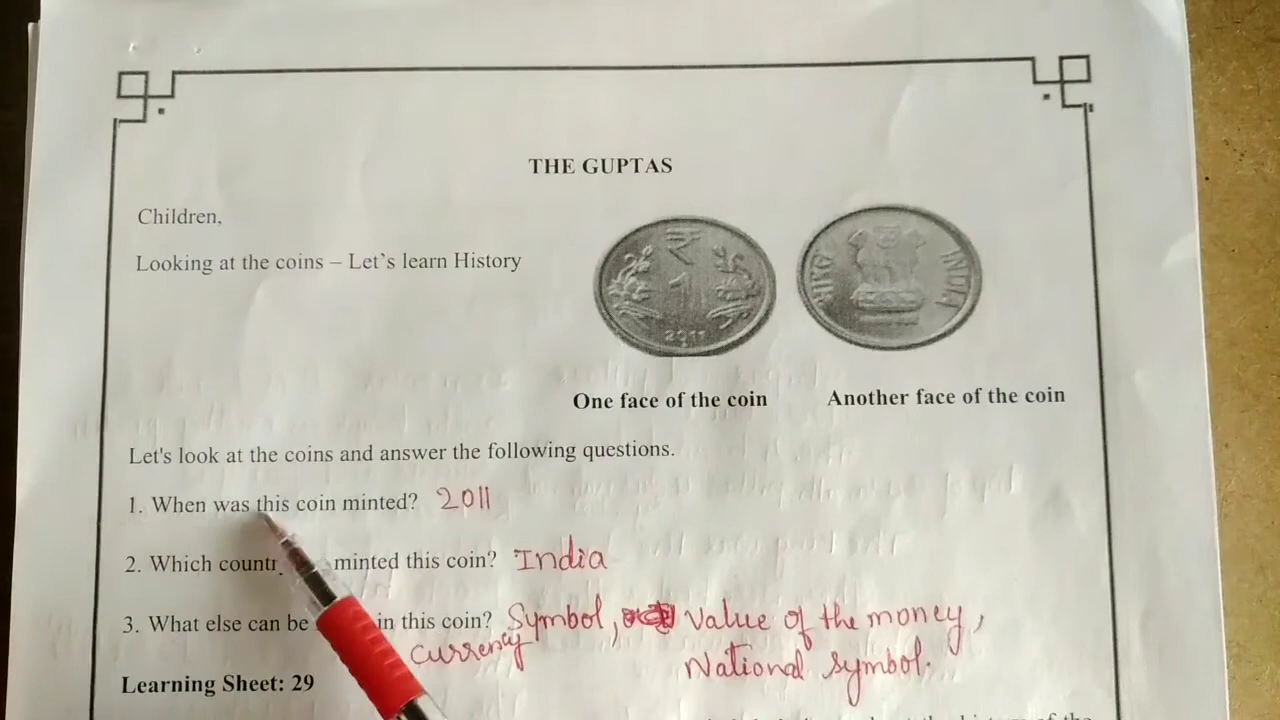 THE GUPTAS
Children,
Looking at the coins – Let's learn History
₹
1
2011
भारत
INDIA
One face of the coin
Another face of the coin
Let's look at the coins and answer the following questions.
1. When was this coin minted? 2011
2. Which countr minted this coin? India
3. What else can be in this coin? Symbol, Value of the money,
currency National symbol.
Learning Sheet: 29